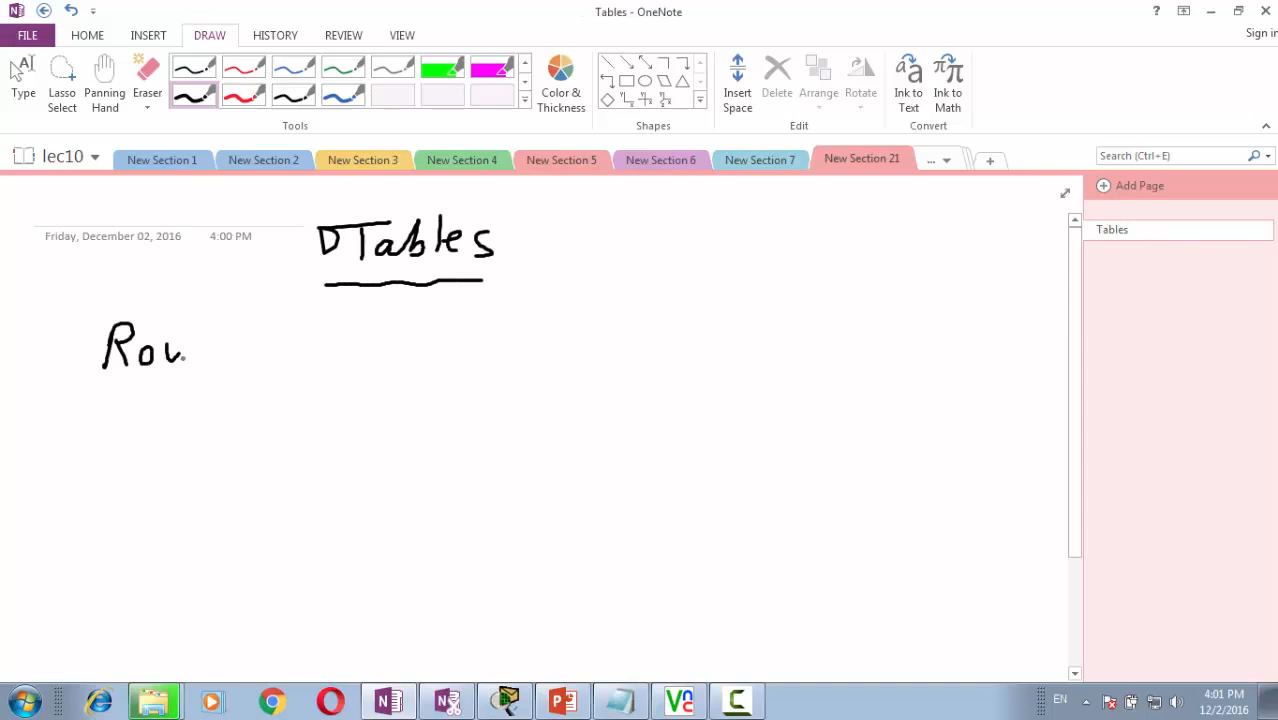 Tables - OneNote
Sign in
FILE HOME INSERT DRAW HISTORY REVIEW VIEW
Type Lasso Select Panning Hand Eraser Color & Thickness Insert Space Delete Arrange Rotate Ink to Text Ink to Math
Tools Shapes Edit Convert
lec10 New Section 1 New Section 2 New Section 3 New Section 4 New Section 5 New Section 6 New Section 7 New Section 21 ... Search (Ctrl+E)
Add Page
Tables
Friday, December 02, 2016 4:00 PM
Tables
EN 4:01 PM
12/2/2016